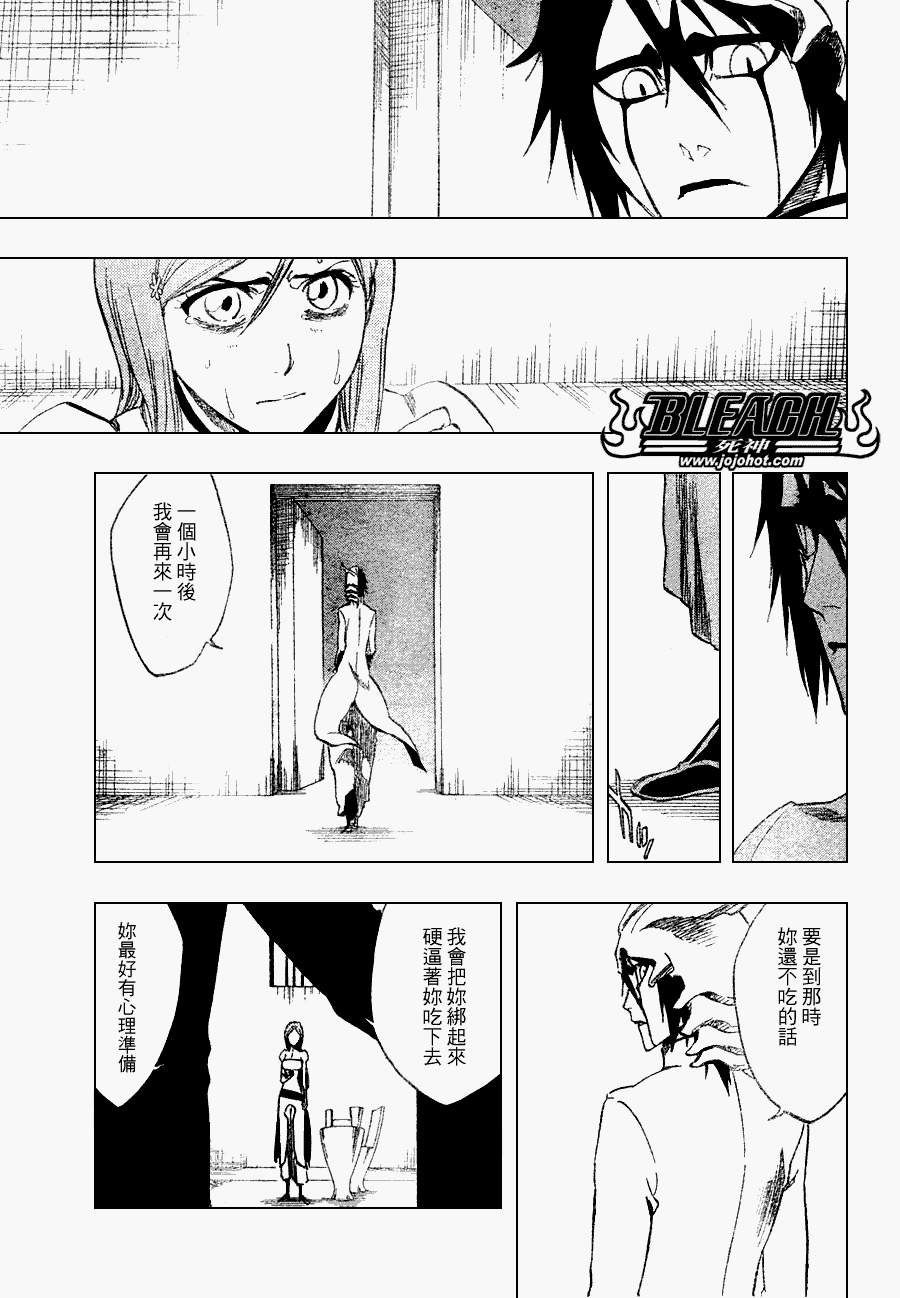 BLEACH
死神
www.jojohot.com
一個小時後
我會再來一次
要是到那時
妳還不吃的話
我會把妳綁起來
硬逼著妳吃下去
妳最好有心理準備